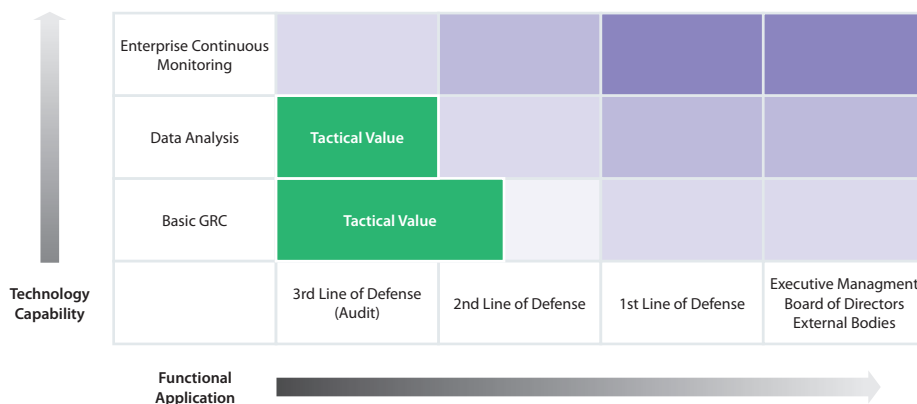 Enterprise Continuous
Monitoring
Data Analysis
Tactical Value
Basic GRC
Tactical Value
Technology
Capability
3rd Line of Defense
(Audit)
2nd Line of Defense
1st Line of Defense
Executive Managment
Board of Directors
External Bodies
Functional
Application